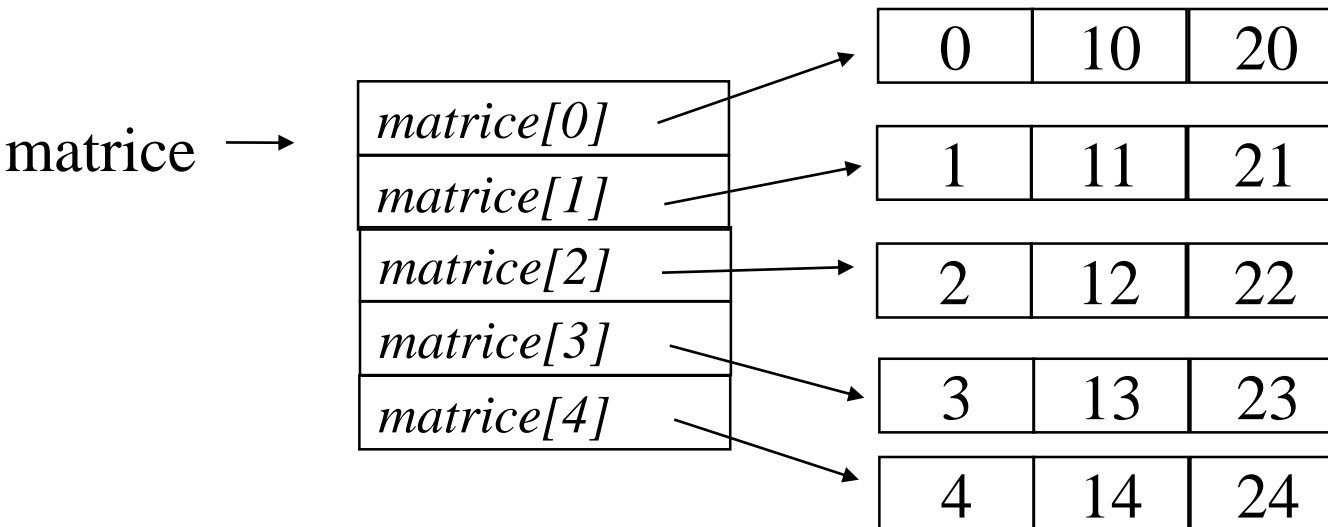 matrice
matrice[0]
matrice[1]
matrice[2]
matrice[3]
matrice[4]
0 10 20
1 11 21
2 12 22
3 13 23
4 14 24